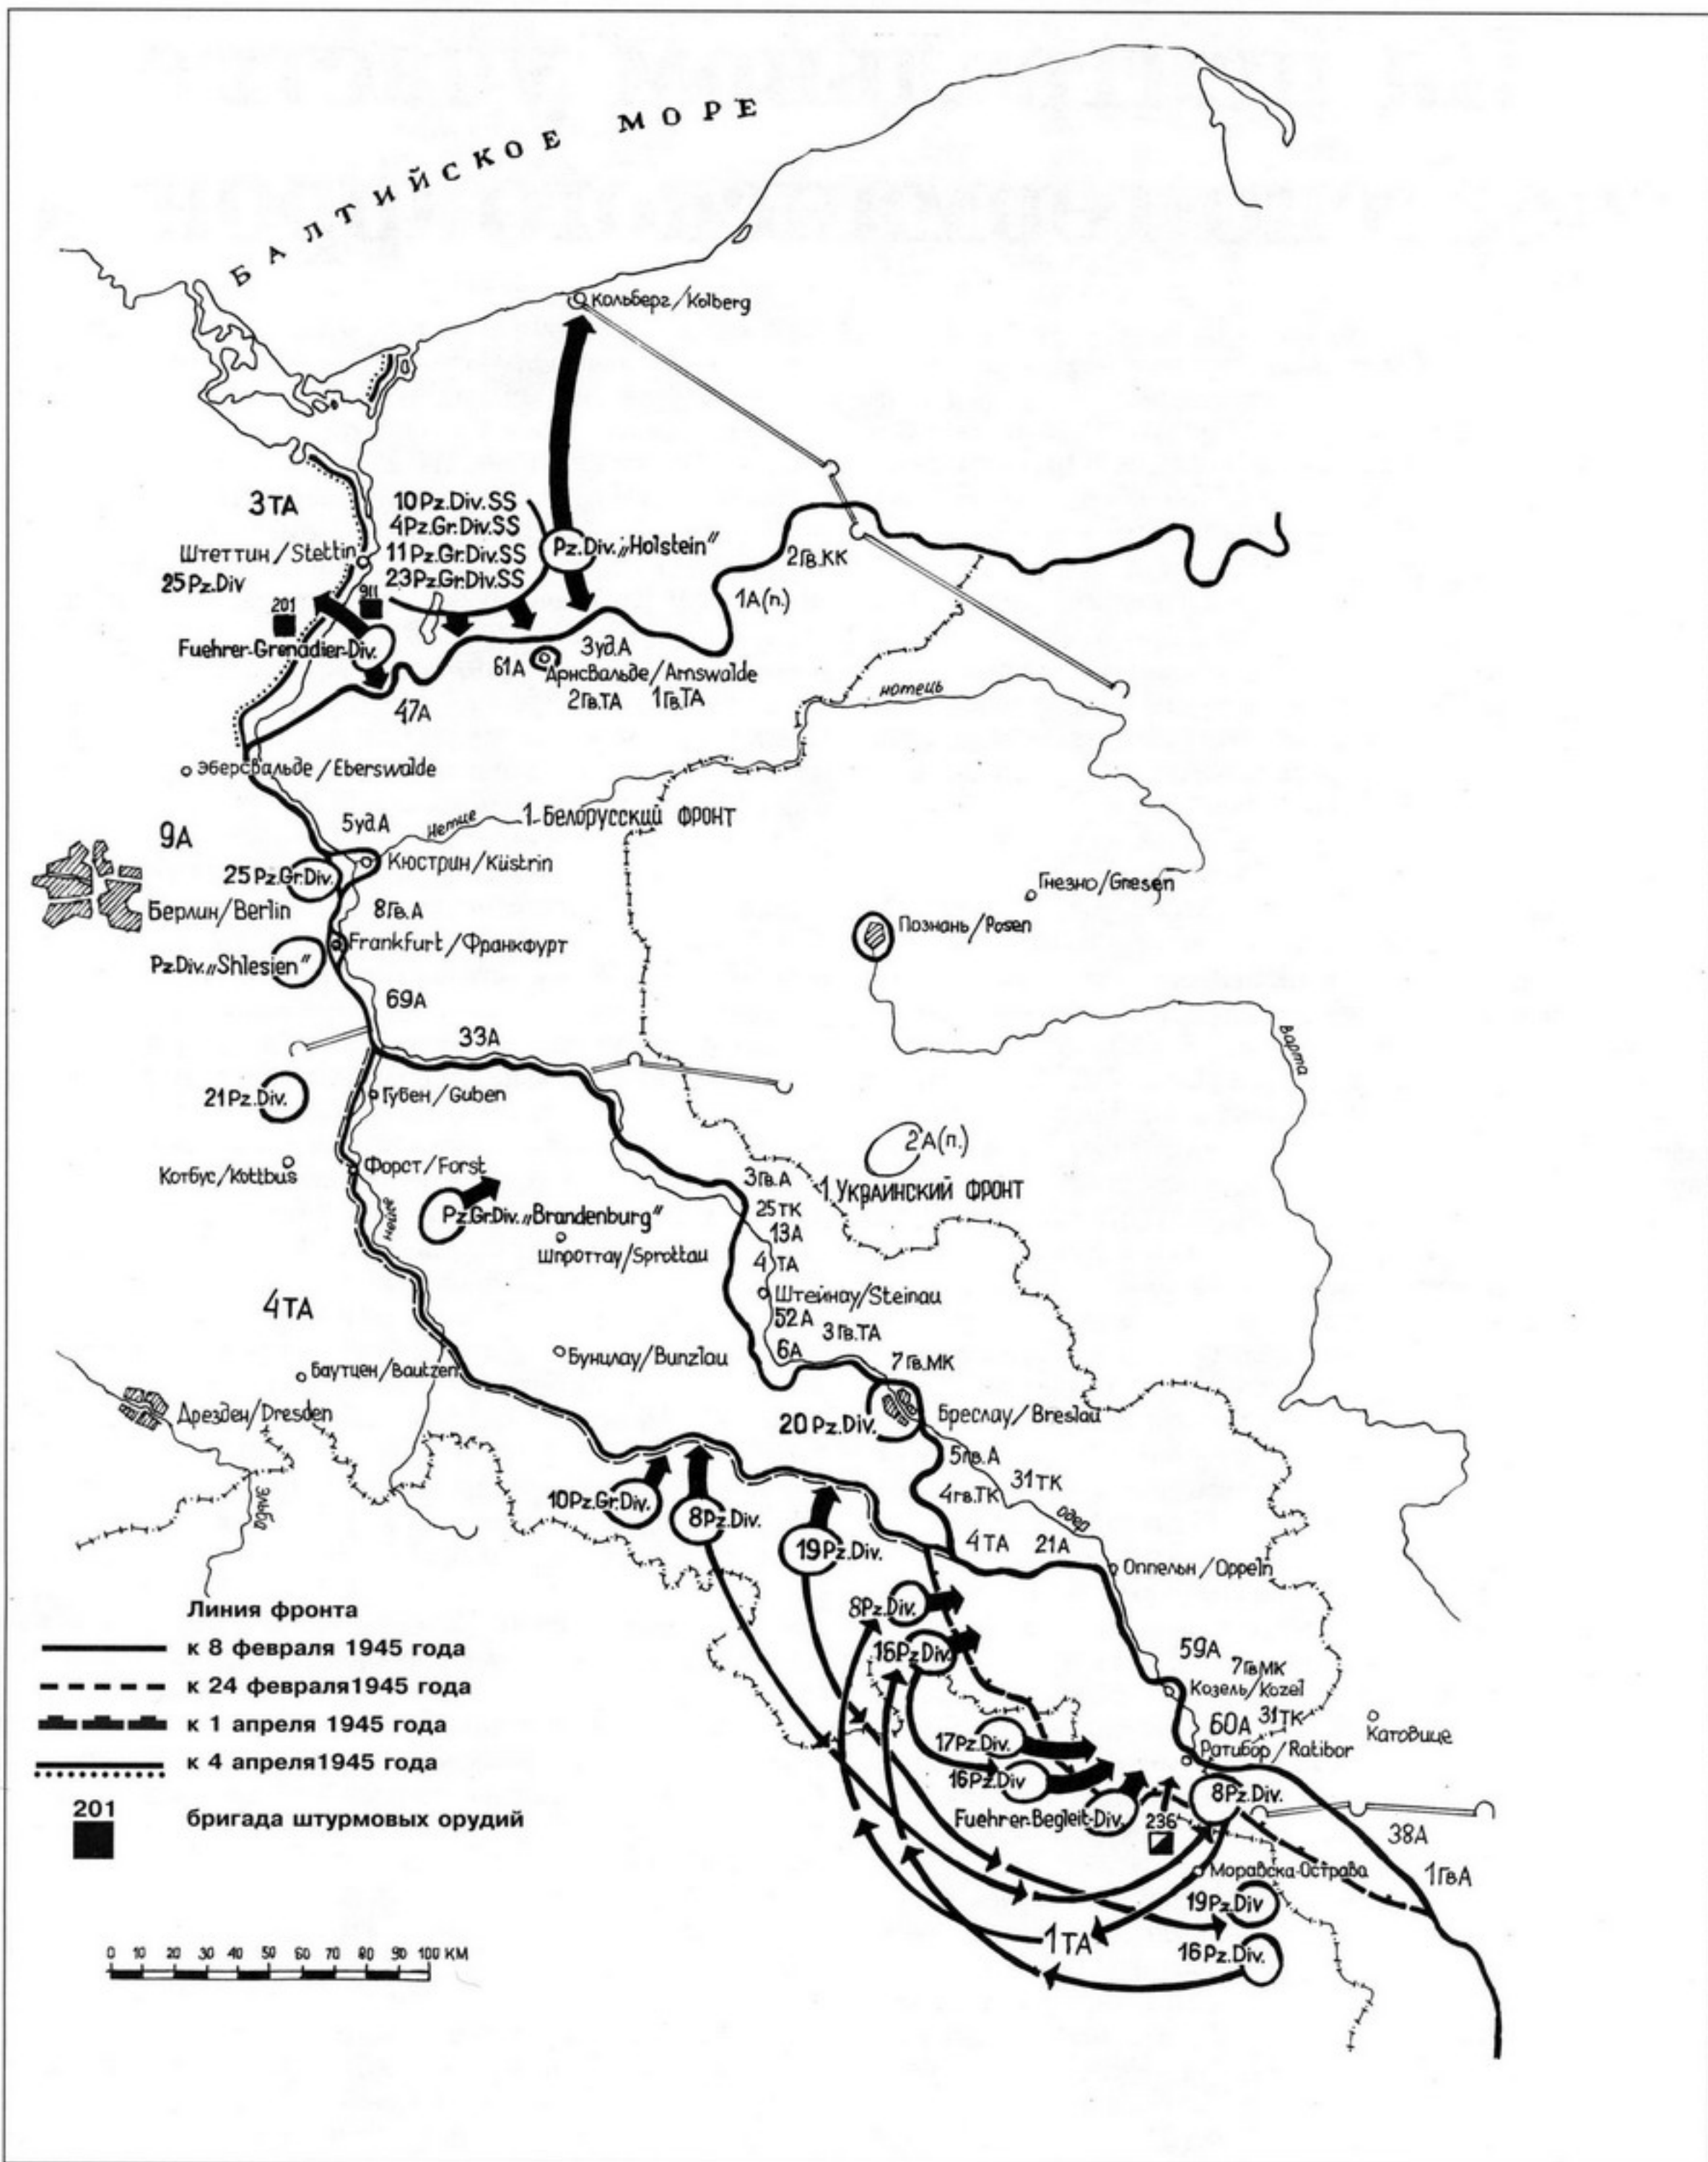 БАЛТИЙСКОЕ МОРЕ
Кольберг/Kolberg
3ТА
10Pz.Div.SS
4Pz.Gr.Div.SS
11Pz.Gr.Div.SS
23Pz.Gr.Div.SS
Штеттин/Stettin
25Pz.Div
Pz.Div.„Holstein”
2Гв.КК
1А(п.)
201
911
Fuehrer-Grenadier-Div.
3уд.А
61А
Арнсвальде/Arnswalde
2Гв.ТА 1Гв.ТА
47А
нотець
Эберсвальде/Eberswalde
5уд.А
Нетце
1-Белорусский ФРОНТ
9А
Кюстрин/Küstrin
25Pz.Gr.Div.
Берлин/Berlin
8Гв.А
Гнезно/Gnesen
Познань/Posen
Frankfurt/Франкфурт
Pz.Div.„Shlesien”
69А
33А
варта
21Pz.Div.
Губен/Guben
2А(п.)
Котбус/Kottbus
Форст/Forst
3Гв.А
1 Украинский ФРОНТ
25ТК
Pz.Gr.Div.„Brandenburg”
13А
Нейсе
Шпроттау/Sprottau
4ТА
4ТА
Штейнау/Steinau
52А
3Гв.ТА
6А
7Гв.МК
Бунцлау/Bunzlau
Баутцен/Bautzen
Дрезден/Dresden
20Pz.Div.
Бреслау/Breslau
5гв.А
31ТК
4гв.ТК
одер
Эльба
10Pz.Gr.Div.
8Pz.Div.
19Pz.Div.
4ТА 21А
Оппельн/Oppeln
8Pz.Div.
16Pz.Div.
59А
7ГвМК
Козель/Kozel
60А 31ТК
Катовице
Ратибор/Ratibor
17Pz.Div.
16Pz.Div
8Pz.Div.
Fuehrer-Begleit-Div.
236
38А
1ГвА
Моравска-Острава
19Pz.Div
1ТА
16Pz.Div.
Линия фронта
к 8 февраля 1945 года
к 24 февраля1945 года
к 1 апреля 1945 года
к 4 апреля1945 года
201
бригада штурмовых орудий
0 10 20 30 40 50 60 70 80 90 100 КМ